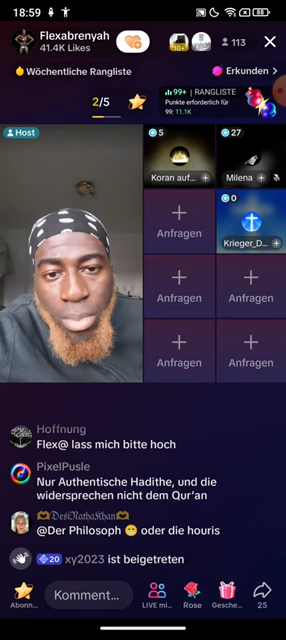 18:59
88
Flexabrenyah
41.4K Likes
10+
113
Wöchentliche Rangliste
Erkunden >
2/5
99+ | RANGLISTE
Punkte erforderlich für
99: 11.1K
Host
5
27
Koran auf...
Milena
0
Anfragen
Krieger_D...
Anfragen
Anfragen
Anfragen
Anfragen
Hoffnung
Flex@ lass mich bitte hoch
PixelPusle
Nur Authentische Hadithe, und die
widersprechen nicht dem Qur'an
🫶𝔇𝔢𝔰𝔦𝔑𝔞𝔱𝔥𝔞𝔎𝔥𝔞𝔫🫶
@Der Philosoph 😁 oder die houris
20 xy2023 ist beigetreten
Komment...
Abonn...
LIVE mi...
Rose
Gesche...
25